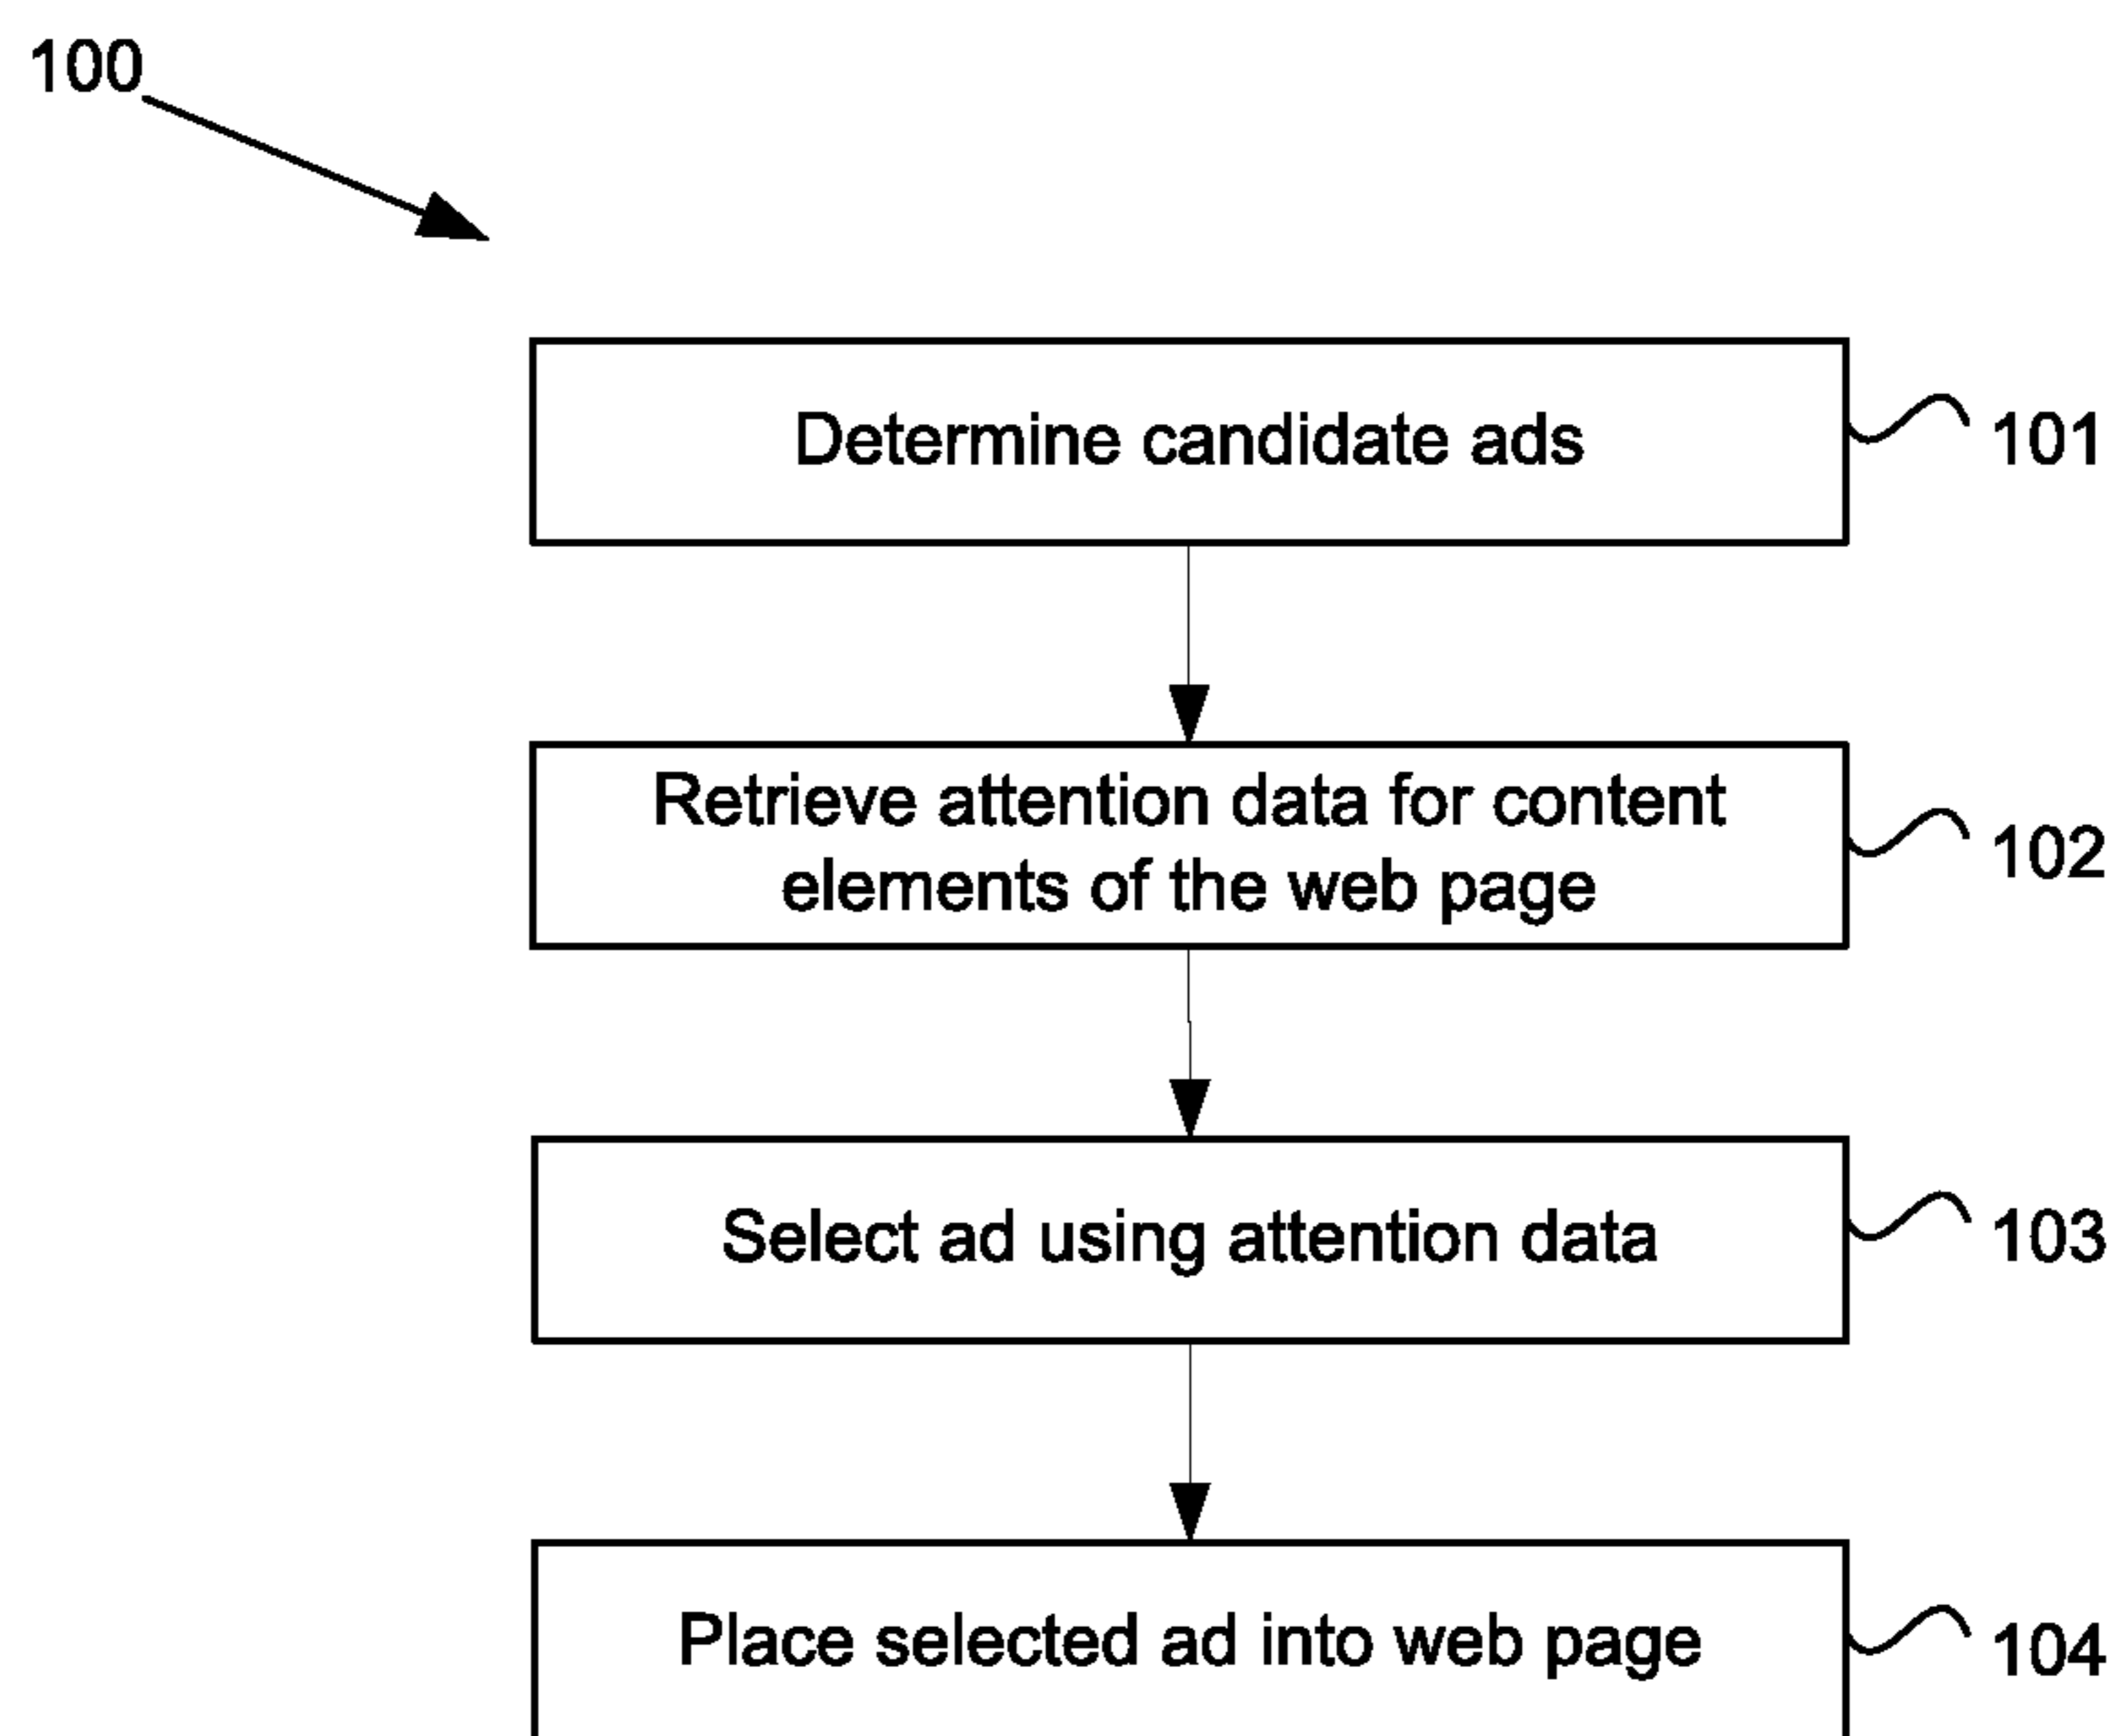 100
Determine candidate ads
101
Retrieve attention data for content
elements of the web page
102
Select ad using attention data
103
Place selected ad into web page
104